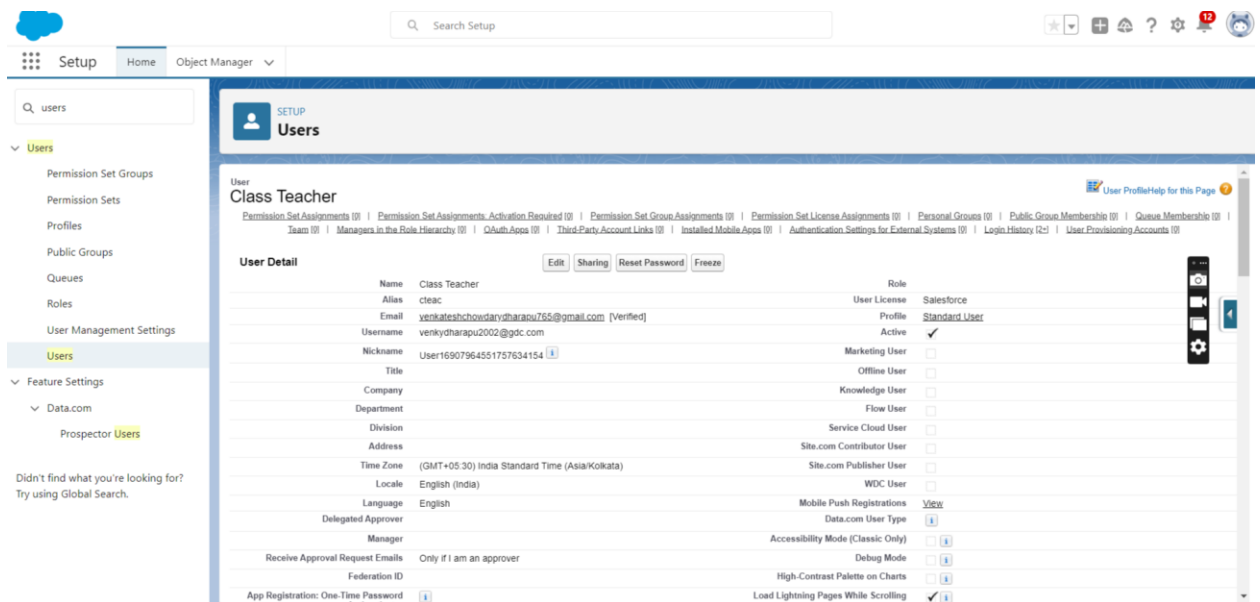 Search Setup
12
Setup Home Object Manager
users
Users
Permission Set Groups
Permission Sets
Profiles
Public Groups
Queues
Roles
User Management Settings
Users
Feature Settings
Data.com
Prospector Users
Didn't find what you're looking for?
Try using Global Search.
SETUP
Users
User
Class Teacher
User Profile Help for this Page
Permission Set Assignments [0] | Permission Set Assignments: Activation Required [0] | Permission Set Group Assignments [0] | Permission Set License Assignments [0] | Personal Groups [0] | Public Group Membership [0] | Queue Membership [0] |
Team [0] | Managers in the Role Hierarchy [0] | OAuth Apps [0] | Third-Party Account Links [0] | Installed Mobile Apps [0] | Authentication Settings for External Systems [0] | Login History [2+] | User Provisioning Accounts [0]
User Detail Edit Sharing Reset Password Freeze
Name Class Teacher Role
Alias cteac User License Salesforce
Email venkateshchowdarydharapu765@gmail.com [Verified] Profile Standard User
Username venkydharapu2002@gdc.com Active
Nickname User16907964551757634154 Marketing User
Title Offline User
Company Knowledge User
Department Flow User
Division Service Cloud User
Address Site.com Contributor User
Time Zone (GMT+05:30) India Standard Time (Asia/Kolkata) Site.com Publisher User
Locale English (India) WDC User
Language English Mobile Push Registrations View
Delegated Approver Data.com User Type
Manager Accessibility Mode (Classic Only)
Receive Approval Request Emails Only if I am an approver Debug Mode
Federation ID High-Contrast Palette on Charts
App Registration: One-Time Password Load Lightning Pages While Scrolling